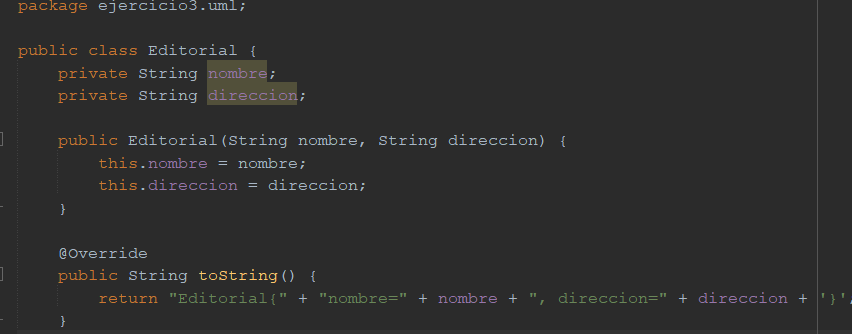 package ejercicio3.uml;
public class Editorial {
private String nombre;
private String direccion;
public Editorial(String nombre, String direccion) {
this.nombre = nombre;
this.direccion = direccion;
}
@Override
public String toString() {
return "Editorial{" + "nombre=" + nombre + ", direccion=" + direccion + '}'
}